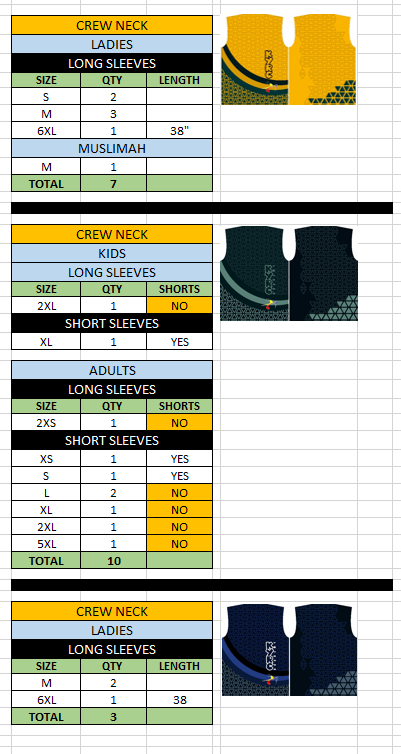 CREW NECK
LADIES
LONG SLEEVES
SIZE QTY LENGTH
S 2
M 3
6XL 1 38"
MUSLIMAH
M 1
TOTAL 7
CREW NECK
KIDS
LONG SLEEVES
SIZE QTY SHORTS
2XL 1 NO
SHORT SLEEVES
XL 1 YES
ADULTS
LONG SLEEVES
SIZE QTY SHORTS
2XS 1 NO
SHORT SLEEVES
XS 1 YES
S 1 YES
L 2 NO
XL 1 NO
2XL 1 NO
5XL 1 NO
TOTAL 10
CREW NECK
LADIES
LONG SLEEVES
SIZE QTY LENGTH
M 2
6XL 1 38
TOTAL 3